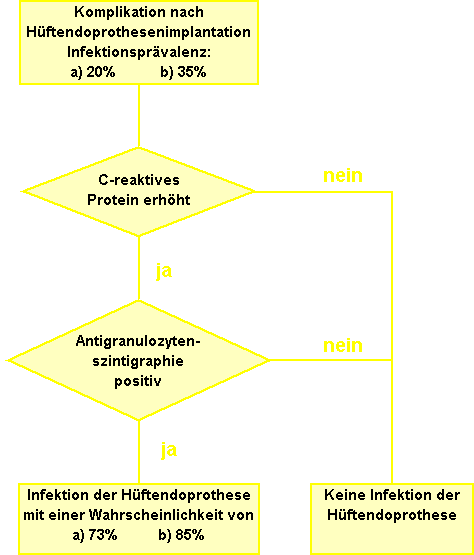 Komplikation nach
Hüftendoprothesenimplantation
Infektionsprävalenz:
a) 20% b) 35%
C-reaktives
Protein erhöht
nein
ja
Antigranulozyten-
szintigraphie
positiv
nein
ja
Infektion der Hüftendoprothese
mit einer Wahrscheinlichkeit von
a) 73% b) 85%
Keine Infektion der
Hüftendoprothese